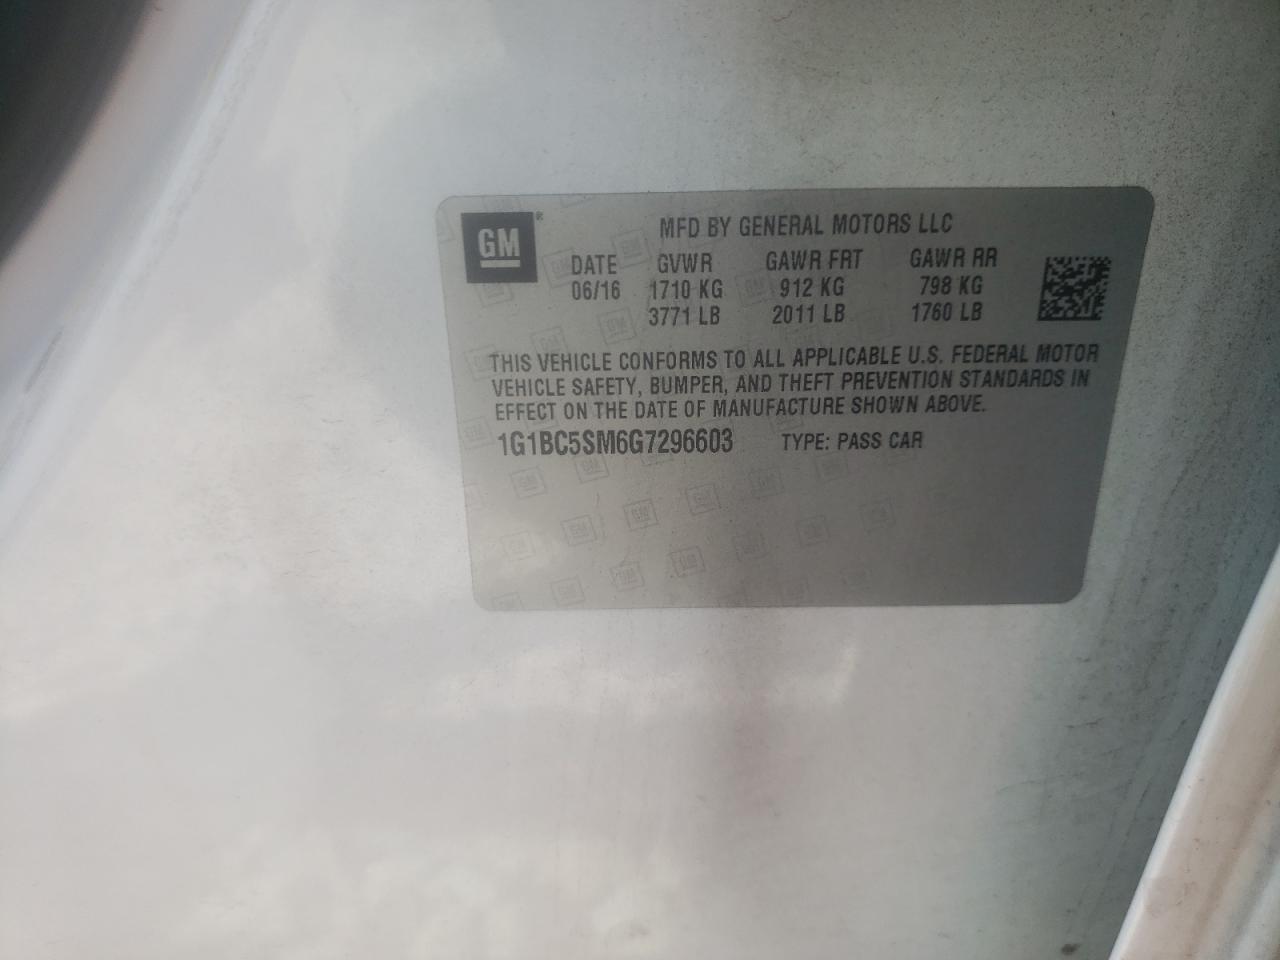 GM®
MFD BY GENERAL MOTORS LLC
DATE GVWR GAWR FRT GAWR RR
06/16 1710 KG 912 KG 798 KG
3771 LB 2011 LB 1760 LB
THIS VEHICLE CONFORMS TO ALL APPLICABLE U.S. FEDERAL MOTOR
VEHICLE SAFETY, BUMPER, AND THEFT PREVENTION STANDARDS IN
EFFECT ON THE DATE OF MANUFACTURE SHOWN ABOVE.
1G1BC5SM6G7296603 TYPE: PASS CAR